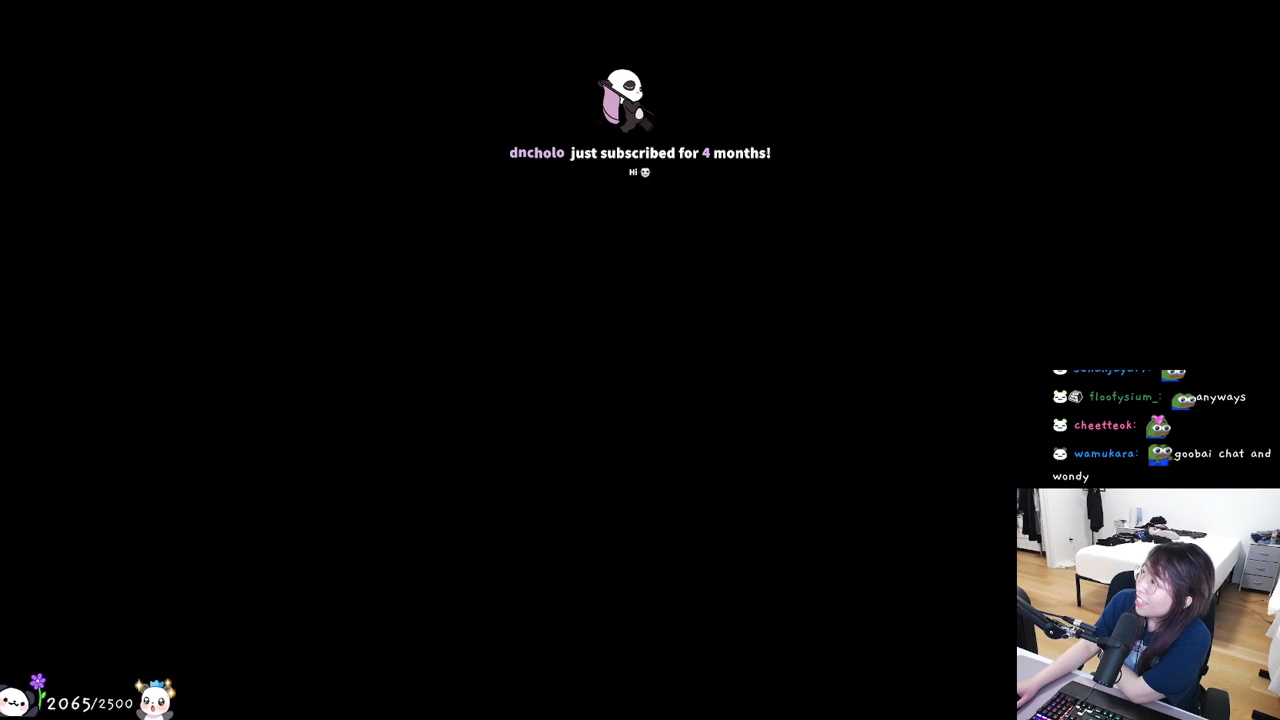 dncholo just subscribed for 4 months!
Hi
floofysium_: anyways
cheetteok:
wamukara: goobai chat and
wondy
2065/2500